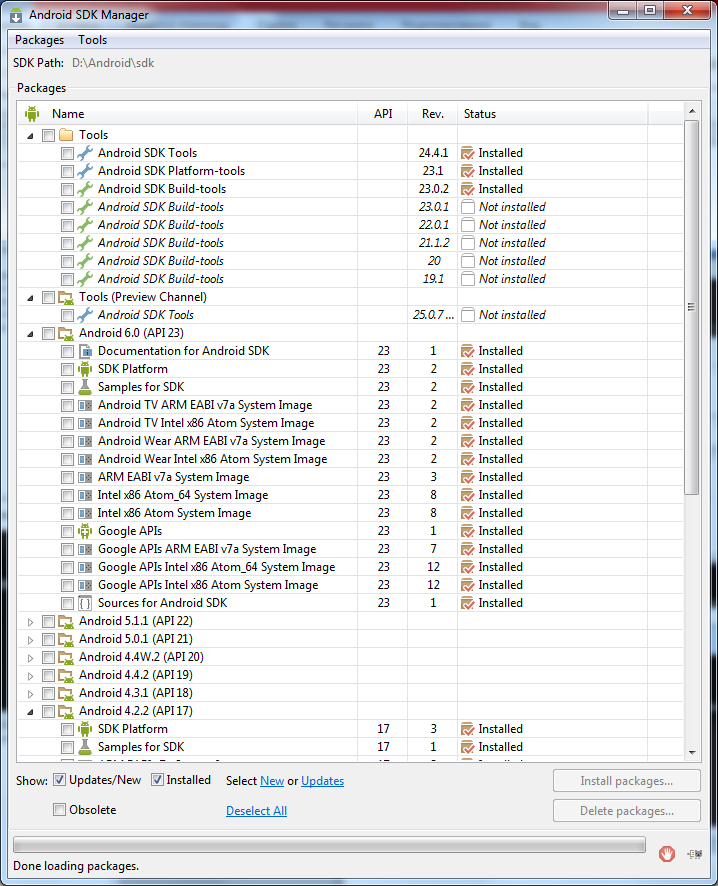 Android SDK Manager
Packages Tools
SDK Path: D:\Android\sdk
Packages
Name API Rev. Status
Tools
Android SDK Tools 24.4.1 Installed
Android SDK Platform-tools 23.1 Installed
Android SDK Build-tools 23.0.2 Installed
Android SDK Build-tools 23.0.1 Not installed
Android SDK Build-tools 22.0.1 Not installed
Android SDK Build-tools 21.1.2 Not installed
Android SDK Build-tools 20 Not installed
Android SDK Build-tools 19.1 Not installed
Tools (Preview Channel)
Android SDK Tools 25.0.7 ... Not installed
Android 6.0 (API 23)
Documentation for Android SDK 23 1 Installed
SDK Platform 23 2 Installed
Samples for SDK 23 2 Installed
Android TV ARM EABI v7a System Image 23 2 Installed
Android TV Intel x86 Atom System Image 23 2 Installed
Android Wear ARM EABI v7a System Image 23 2 Installed
Android Wear Intel x86 Atom System Image 23 2 Installed
ARM EABI v7a System Image 23 3 Installed
Intel x86 Atom_64 System Image 23 8 Installed
Intel x86 Atom System Image 23 8 Installed
Google APIs 23 1 Installed
Google APIs ARM EABI v7a System Image 23 7 Installed
Google APIs Intel x86 Atom_64 System Image 23 12 Installed
Google APIs Intel x86 Atom System Image 23 12 Installed
Sources for Android SDK 23 1 Installed
Android 5.1.1 (API 22)
Android 5.0.1 (API 21)
Android 4.4W.2 (API 20)
Android 4.4.2 (API 19)
Android 4.3.1 (API 18)
Android 4.2.2 (API 17)
SDK Platform 17 3 Installed
Samples for SDK 17 1 Installed
Show: Updates/New Installed Select New or Updates Install packages...
Obsolete Deselect All Delete packages...
Done loading packages.